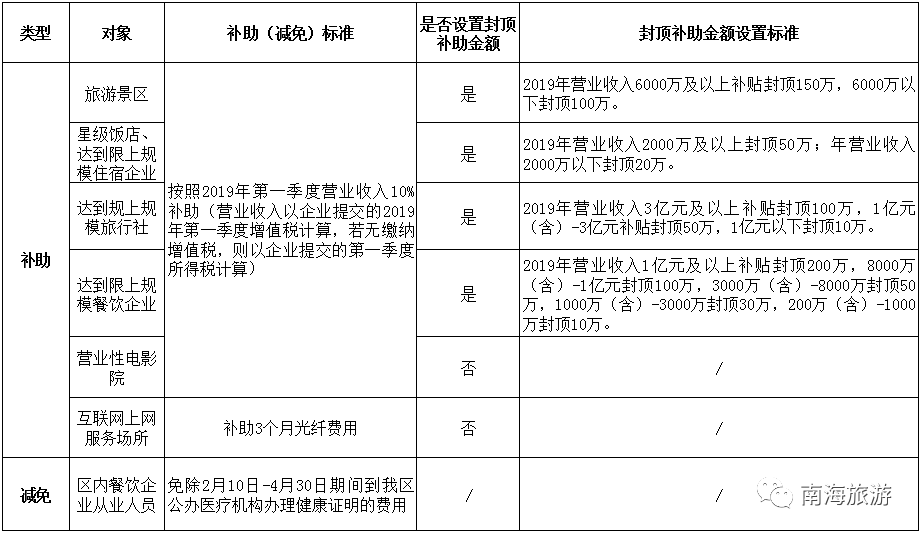 类型
对象
补助（减免）标准
是否设置封顶
补助金额
封顶补助金额设置标准
补助
旅游景区
按照2019年第一季度营业收入10%
补助（营业收入以企业提交的2019
年第一季度增值税计算，若无缴纳
增值税，则以企业提交的第一季度
所得税计算）
是
2019年营业收入6000万及以上补贴封顶150万，6000万以
下封顶100万。
星级饭店、
达到限上规
模住宿企业
是
2019年营业收入2000万及以上封顶50万；年营业收入
2000万以下封顶20万。
达到规上规
模旅行社
是
2019年营业收入3亿元及以上补贴封顶100万，1亿元
（含）-3亿元补贴封顶50万，1亿元以下封顶10万。
达到限上规
模餐饮企业
是
2019年营业收入1亿元及以上补贴封顶200万，8000万
（含）-1亿元封顶100万，3000万（含）-8000万封顶50
万，1000万（含）-3000万封顶30万，200万（含）-1000
万封顶10万。
营业性电影
院
否
/
互联网上网
服务场所
补助3个月光纤费用
否
/
减免
区内餐饮企
业从业人员
免除2月10日-4月30日期间到我区
公办医疗机构办理健康证明的费用
/
/
南海旅游